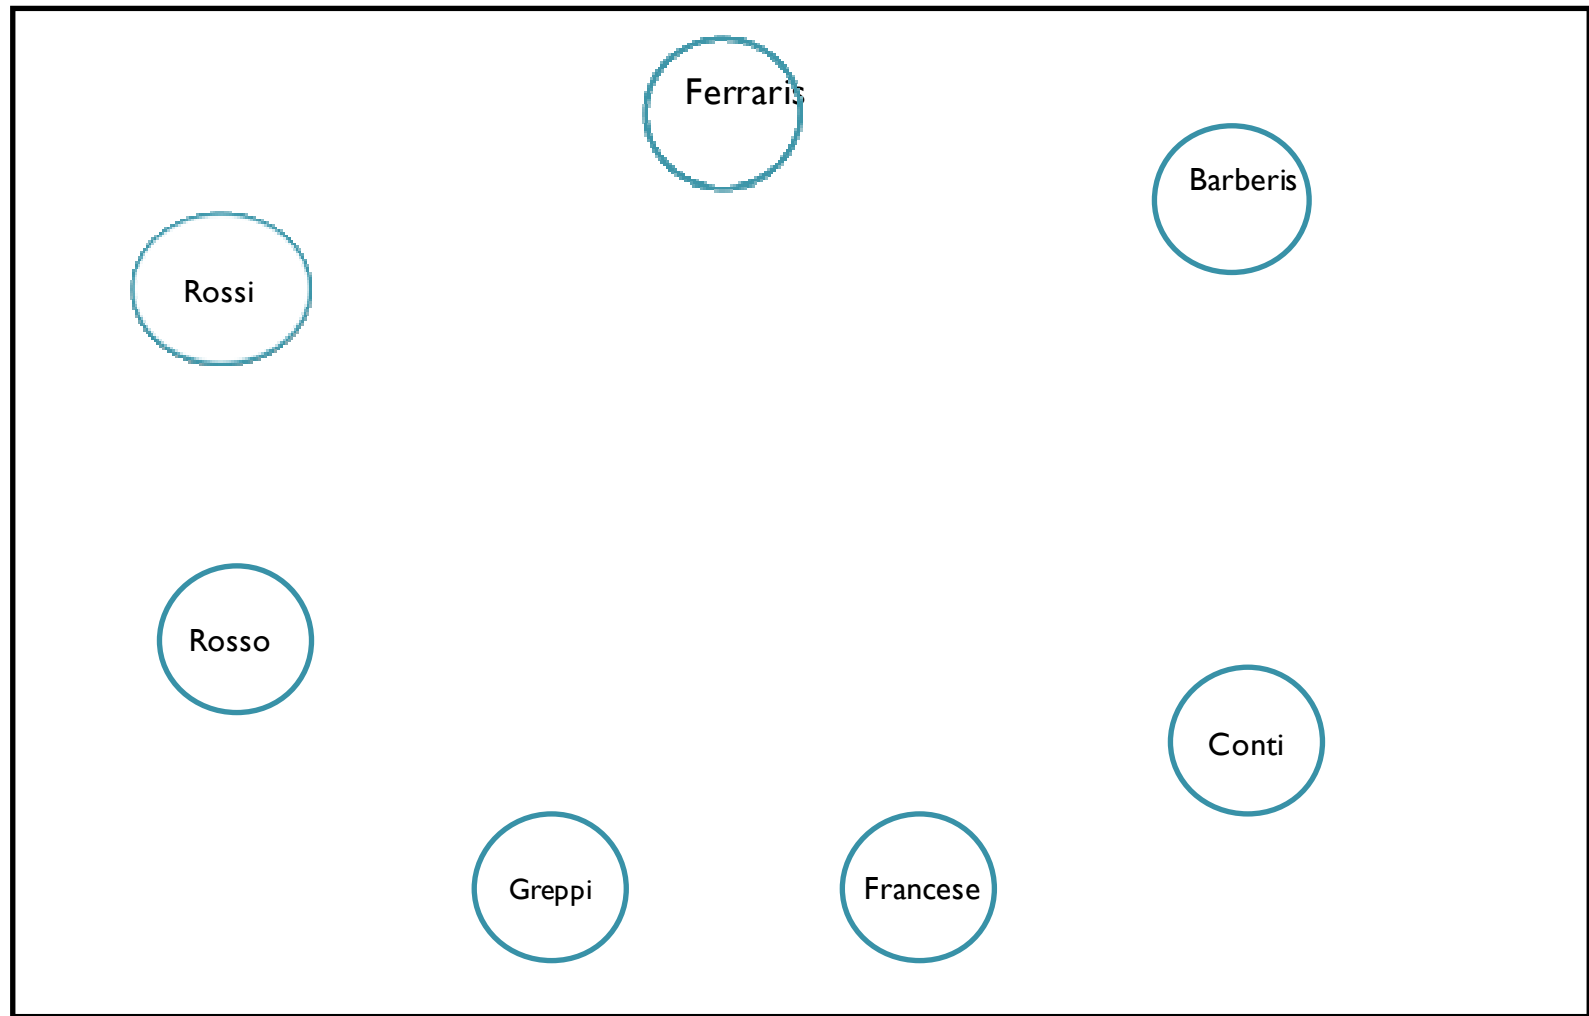 Ferraris
Barberis
Rossi
Rosso
Conti
Greppi
Francese